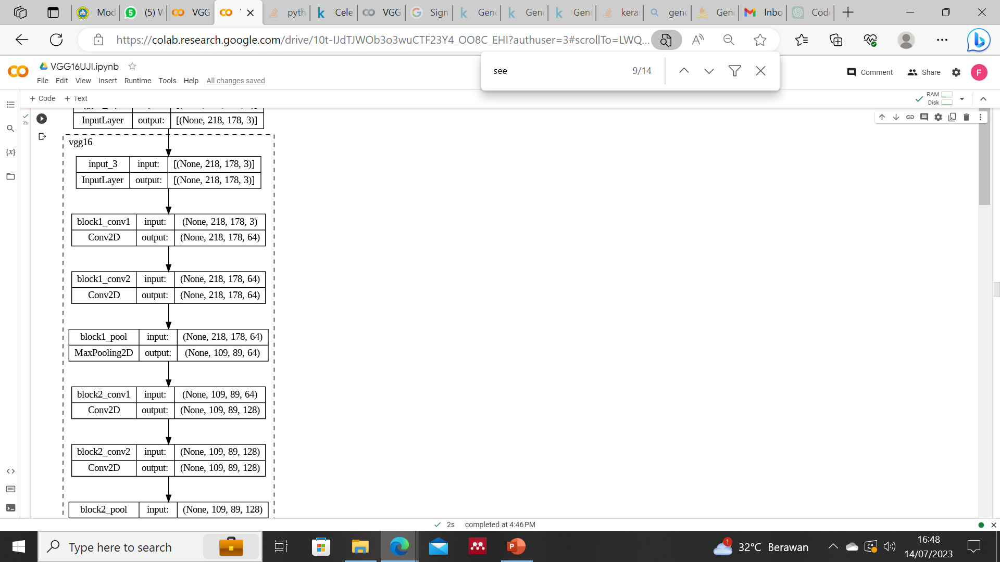 Mod
(5) W
VGG
pyth
Cele
VGG
Sign
Geno
Geno
Geno
kera
geno
Geno
Inbo
Code
https://colab.research.google.com/drive/10t-IJdTJWOb3o3wuCTF23Y4_OO8C_EHI?authuser=3#scrollTo=LWQ...
see
9/14
VGG16UJI.ipynb
Comment
Share
F
File Edit View Insert Runtime Tools Help All changes saved
+ Code + Text
RAM
Disk
2s
InputLayer output: [(None, 218, 178, 3)]
vgg16
input_3 input: [(None, 218, 178, 3)]
InputLayer output: [(None, 218, 178, 3)]
block1_conv1 input: (None, 218, 178, 3)
Conv2D output: (None, 218, 178, 64)
block1_conv2 input: (None, 218, 178, 64)
Conv2D output: (None, 218, 178, 64)
block1_pool input: (None, 218, 178, 64)
MaxPooling2D output: (None, 109, 89, 64)
block2_conv1 input: (None, 109, 89, 64)
Conv2D output: (None, 109, 89, 128)
block2_conv2 input: (None, 109, 89, 128)
Conv2D output: (None, 109, 89, 128)
block2_pool input: (None, 109, 89, 128)
2s completed at 4:46 PM
Type here to search
1
32°C Berawan
16:48
14/07/2023